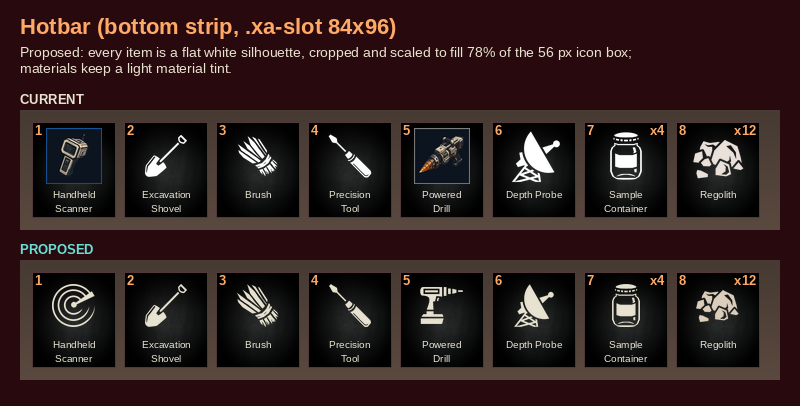 Hotbar (bottom strip, .xa-slot 84x96)
Proposed: every item is a flat white silhouette, cropped and scaled to fill 78% of the 56 px icon box;
materials keep a light material tint.
CURRENT
1 2 3 4 5 6 7 x4 8 x12
Handheld Excavation Brush Precision Powered Depth Probe Sample Regolith
Scanner Shovel Tool Drill Container
PROPOSED
1 2 3 4 5 6 7 x4 8 x12
Handheld Excavation Brush Precision Powered Depth Probe Sample Regolith
Scanner Shovel Tool Drill Container